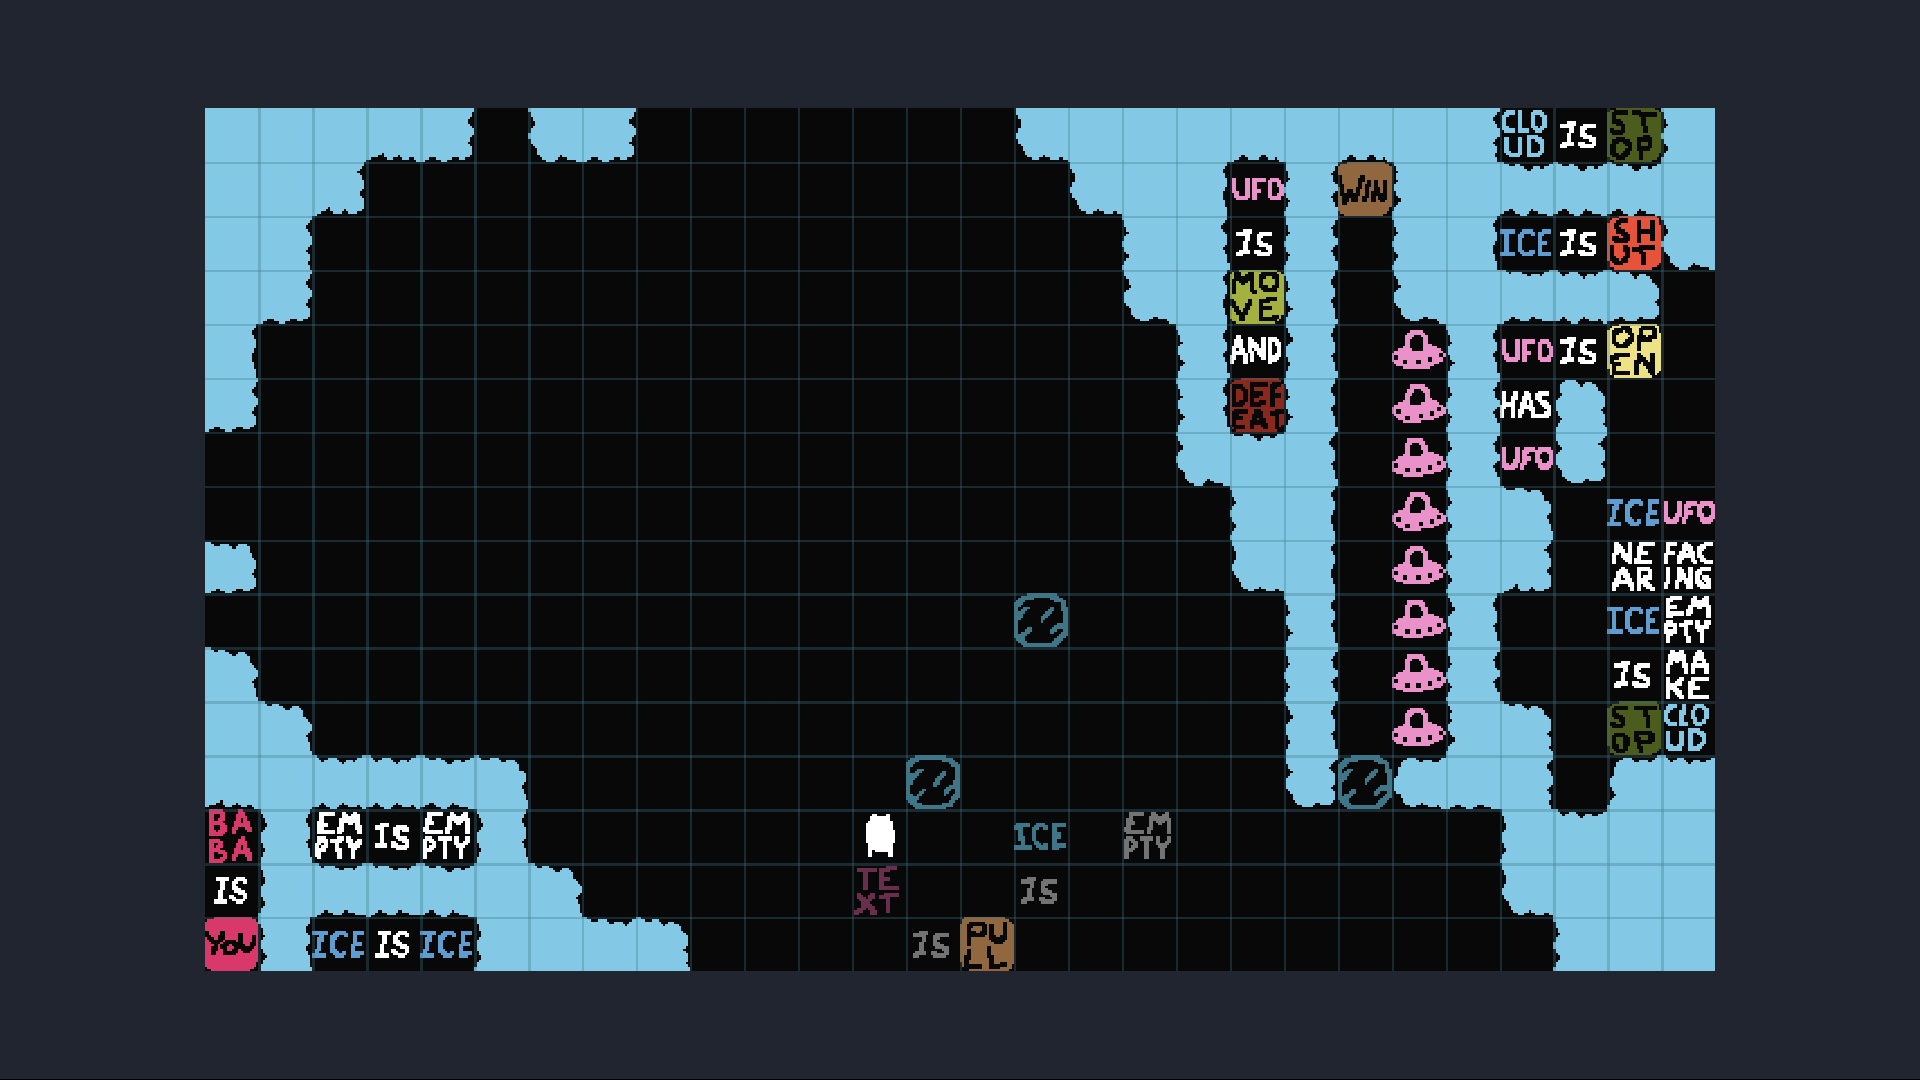 CLOUD IS STOP
UFO WIN
IS ICE IS SHUT
MOVE
AND UFO IS OPEN
DEFEAT HAS
UFO
ICE UFO
NEAR FACING
ICE EMPTY
IS MAKE
STOP CLOUD
BABA EMPTY IS EMPTY ICE EMPTY
IS TEXT IS
YOU ICE IS ICE IS PULL